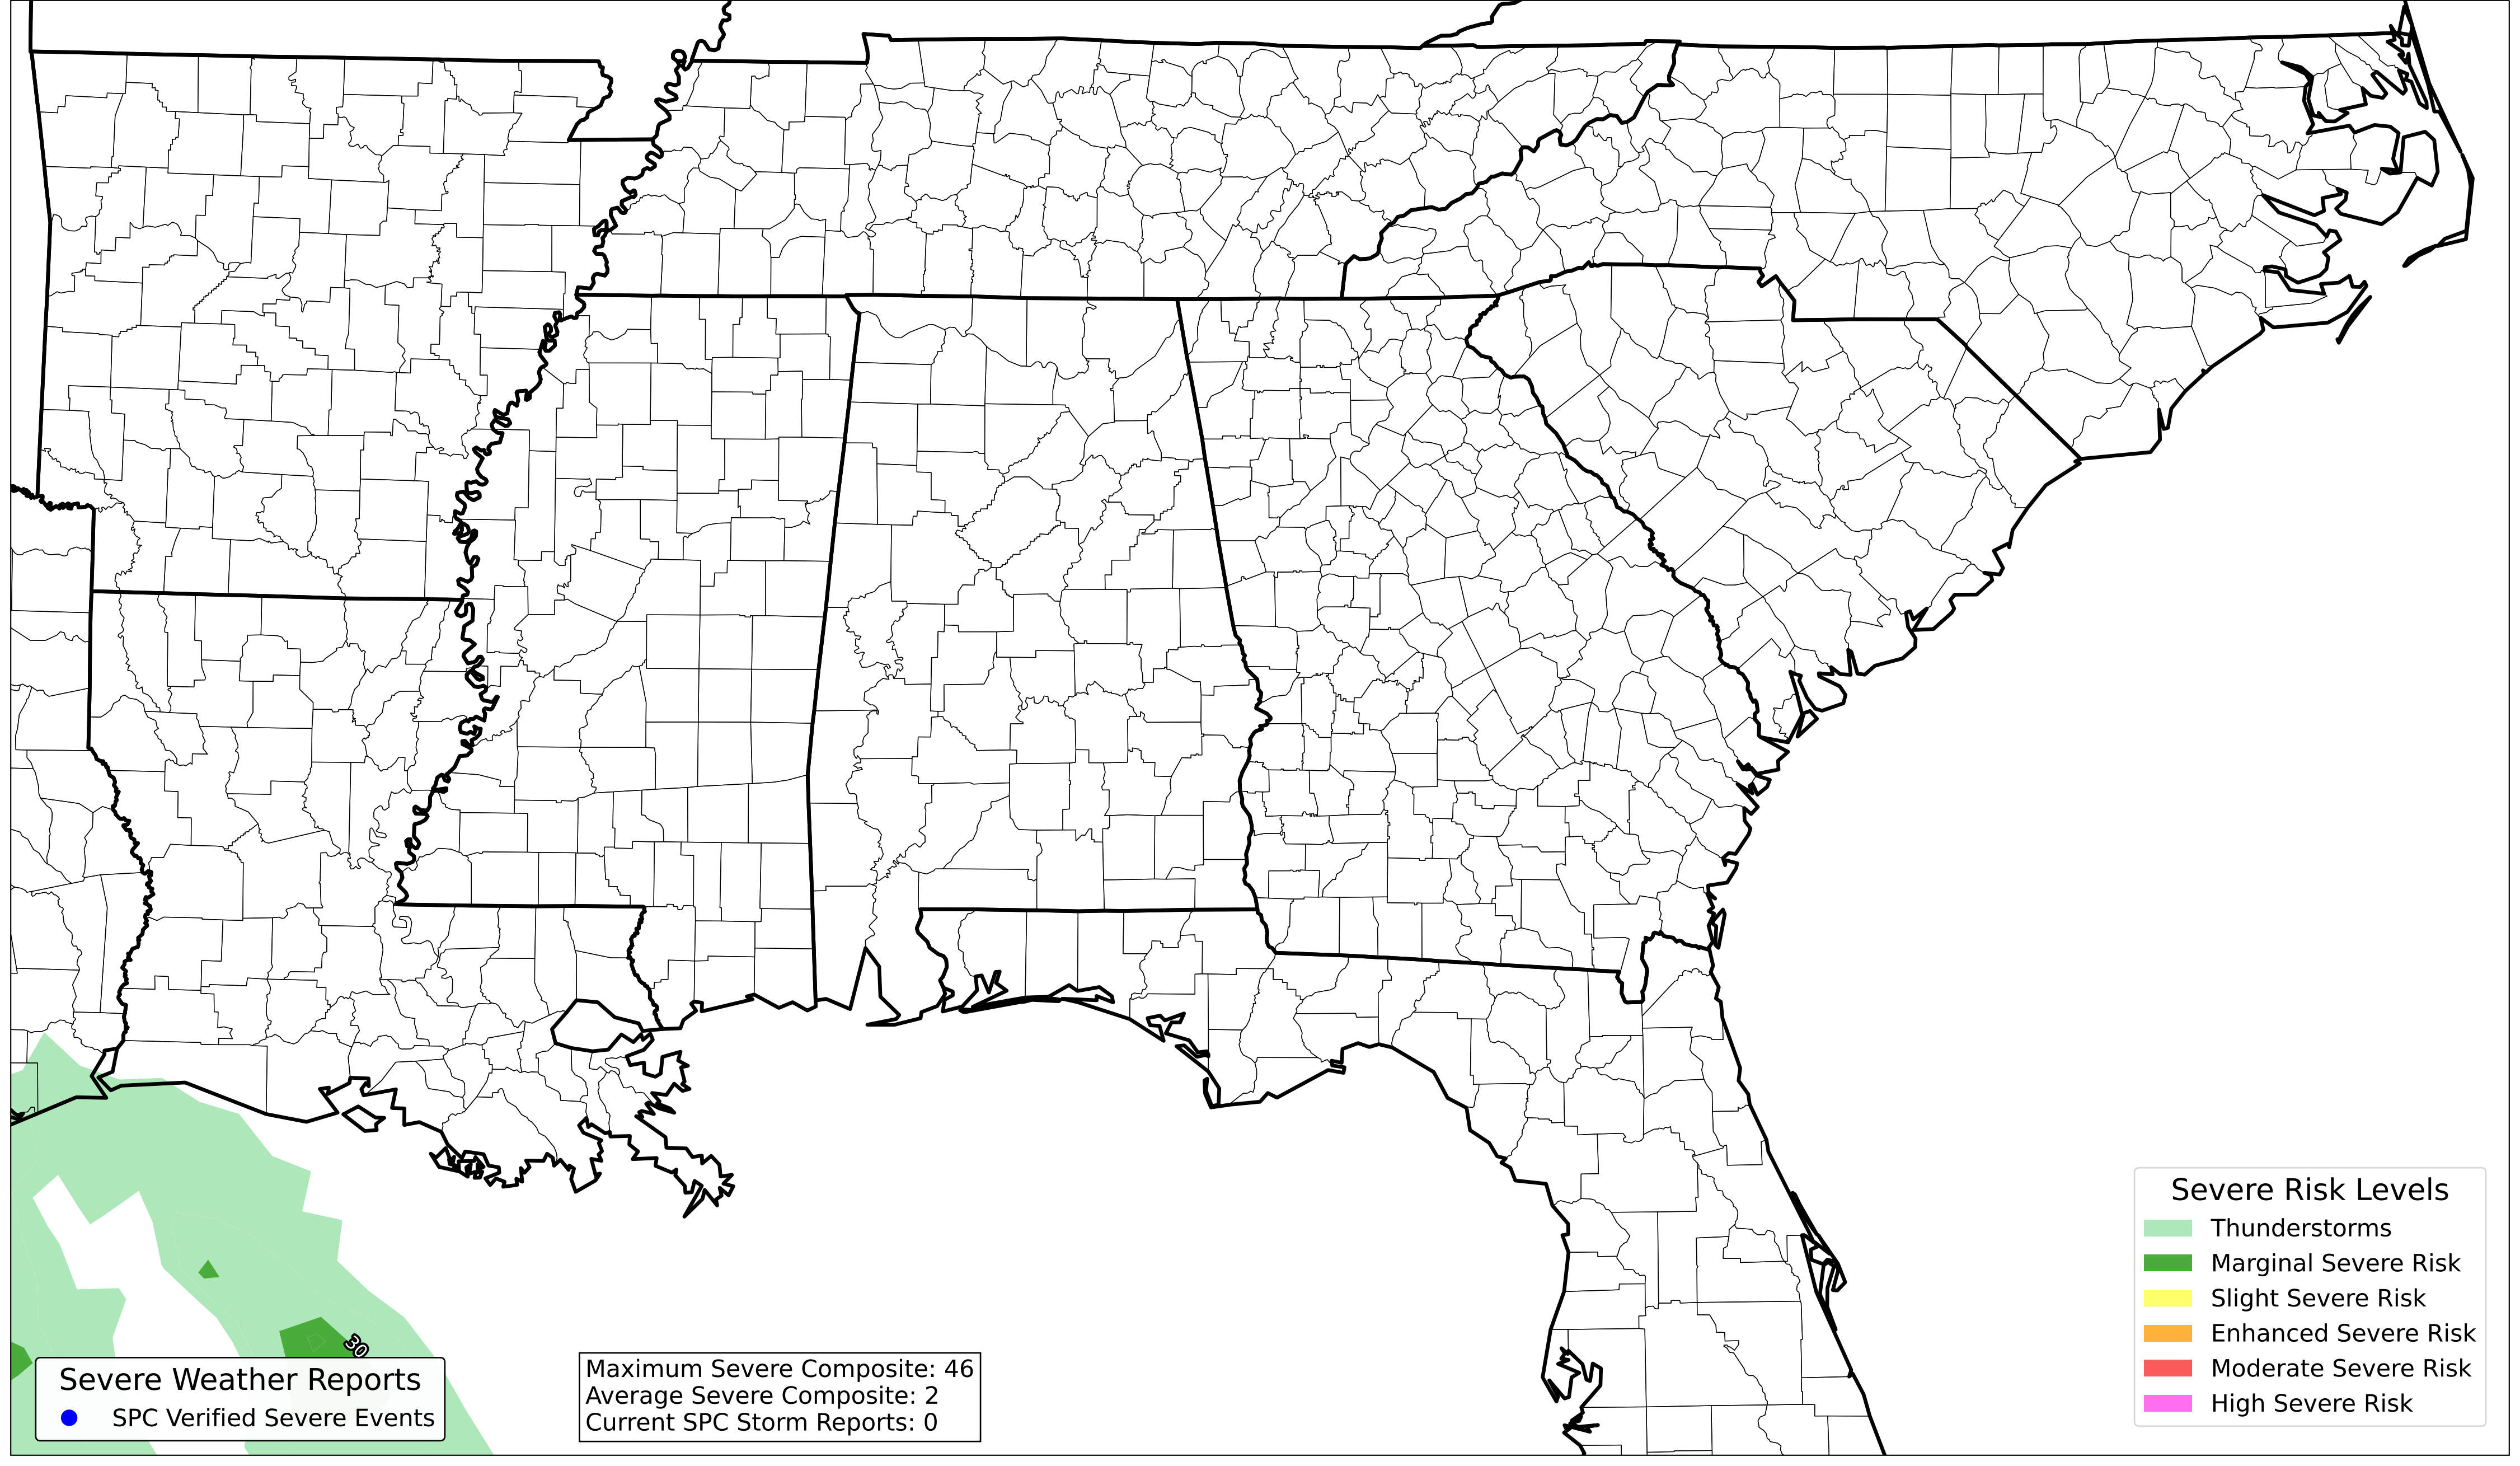 30
Severe Weather Reports
SPC Verified Severe Events
Maximum Severe Composite: 46
Average Severe Composite: 2
Current SPC Storm Reports: 0
Severe Risk Levels
Thunderstorms
Marginal Severe Risk
Slight Severe Risk
Enhanced Severe Risk
Moderate Severe Risk
High Severe Risk